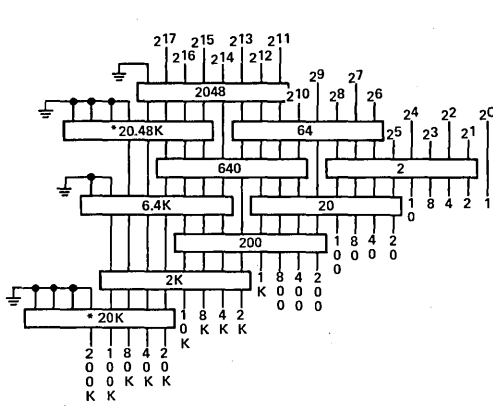 2^17 2^15 2^13 2^11
2^16 2^14 2^12
2048
2^10 2^9 2^8 2^7 2^6
*20.48K
64
2^5 2^4 2^3 2^2 2^1 2^0
640
2
6.4K
20
10 8 4 2 1
200
100 80 40 20
2K
1K 800 400 200
* 20K
10K 8K 4K 2K
200K 100K 80K 40K 20K